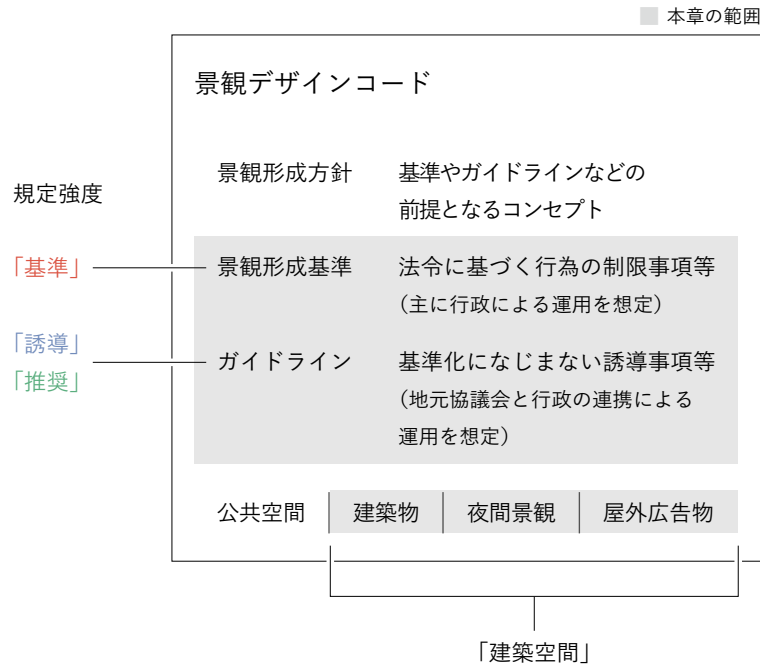 本章の範囲
景観デザインコード
規定強度
景観形成方針
基準やガイドラインなどの
前提となるコンセプト
「基準」
景観形成基準
法令に基づく行為の制限事項等
（主に行政による運用を想定）
「誘導」
「推奨」
ガイドライン
基準化になじまない誘導事項等
（地元協議会と行政の連携による
運用を想定）
公共空間
建築物
夜間景観
屋外広告物
「建築空間」